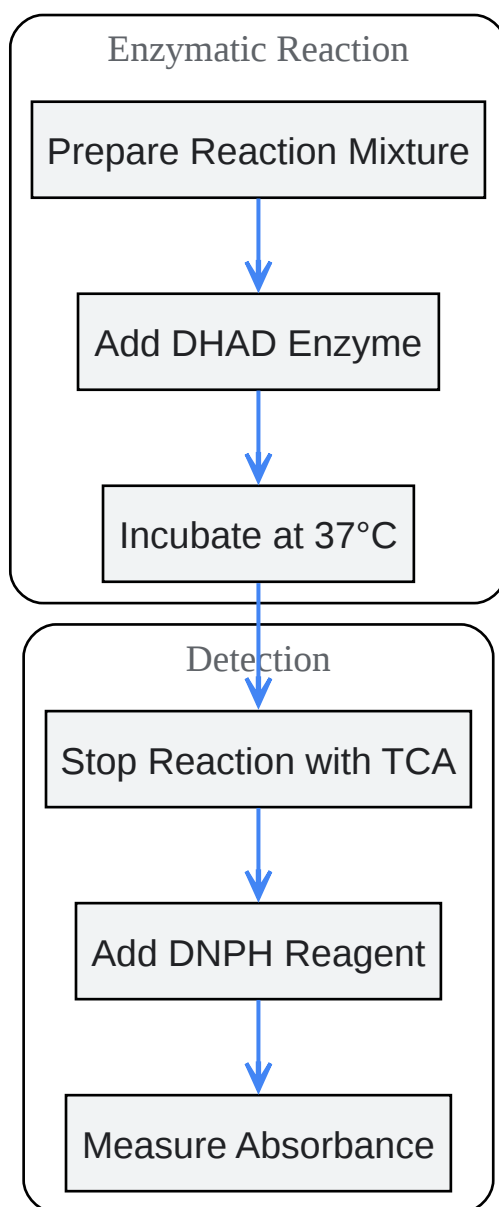 Enzymatic Reaction
Prepare Reaction Mixture
Add DHAD Enzyme
Incubate at 37°C
Detection
Stop Reaction with TCA
Add DNPH Reagent
Measure Absorbance